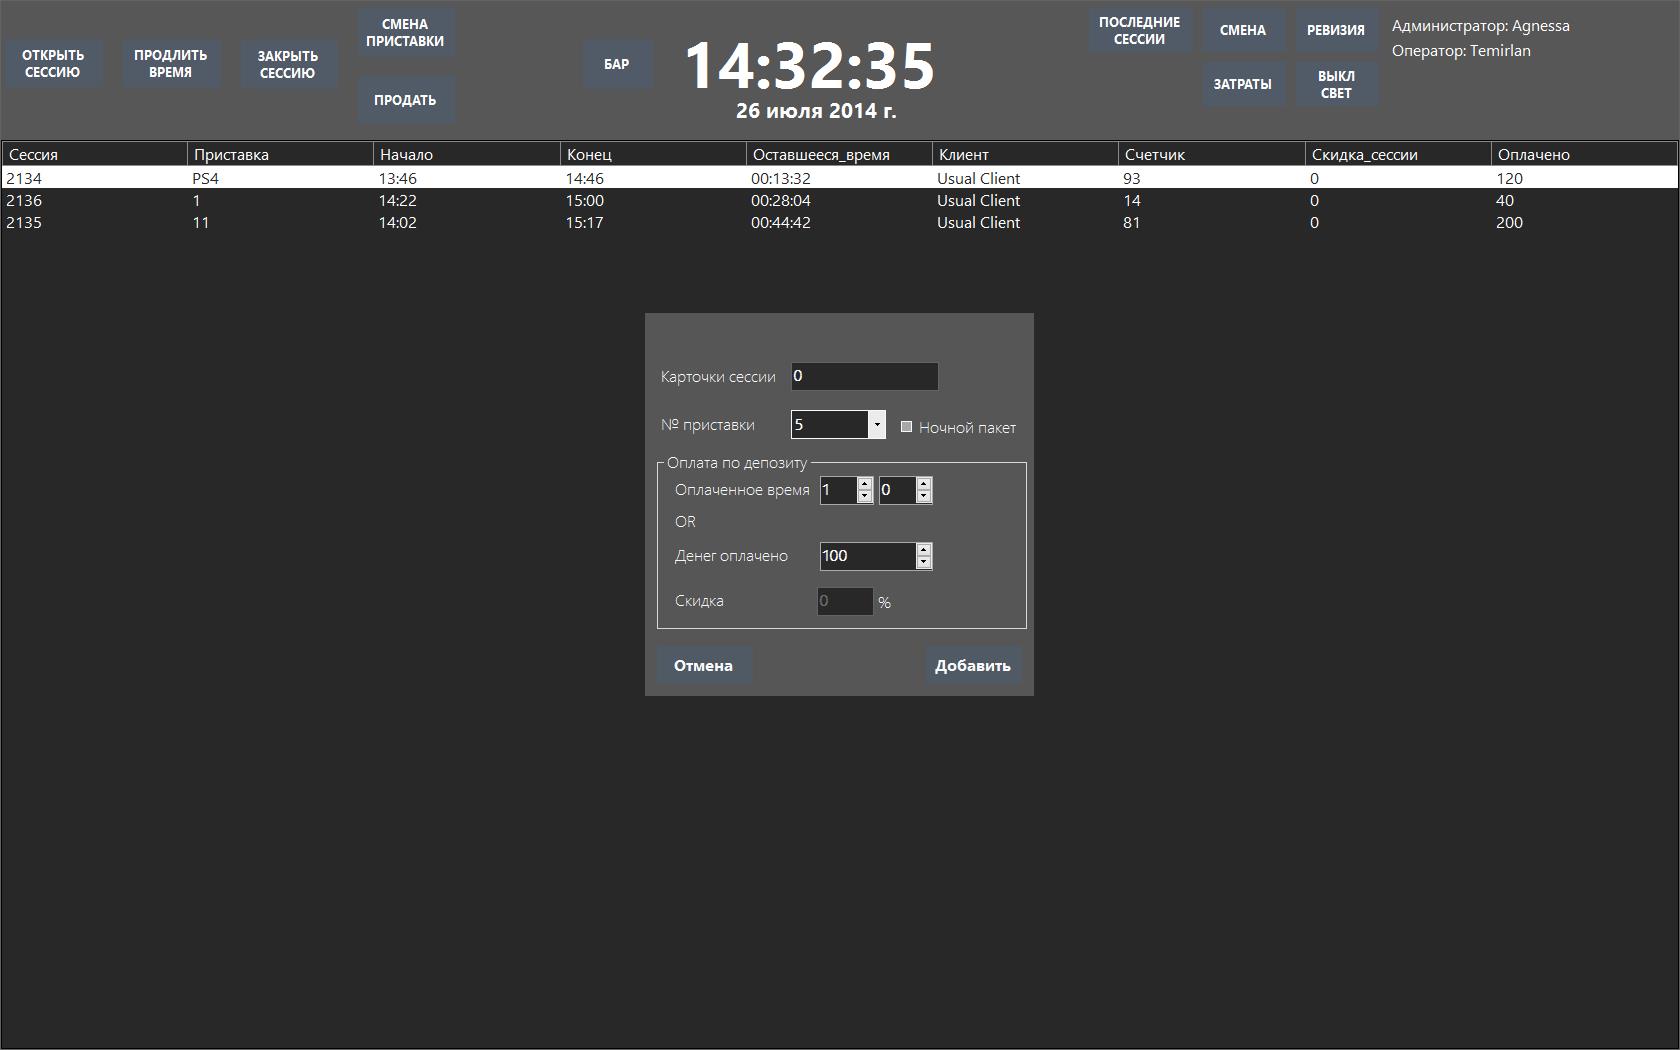 ОТКРЫТЬ
СЕССИЮ
ПРОДЛИТЬ
ВРЕМЯ
ЗАКРЫТЬ
СЕССИЮ
СМЕНА
ПРИСТАВКИ
ПРОДАТЬ
БАР
14:32:35
26 июля 2014 г.
ПОСЛЕДНИЕ
СЕССИИ
СМЕНА
РЕВИЗИЯ
ЗАТРАТЫ
ВЫКЛ
СВЕТ
Администратор: Agnessa
Оператор: Temirlan
Сессия Приставка Начало Конец Оставшееся_время Клиент Счетчик Скидка_сессии Оплачено
2134 PS4 13:46 14:46 00:13:32 Usual Client 93 0 120
2136 1 14:22 15:00 00:28:04 Usual Client 14 0 40
2135 11 14:02 15:17 00:44:42 Usual Client 81 0 200
Карточки сессии 0
№ приставки 5 Ночной пакет
Оплата по депозиту
Оплаченное время 1 0
OR
Денег оплачено 100
Скидка 0 %
Отмена Добавить